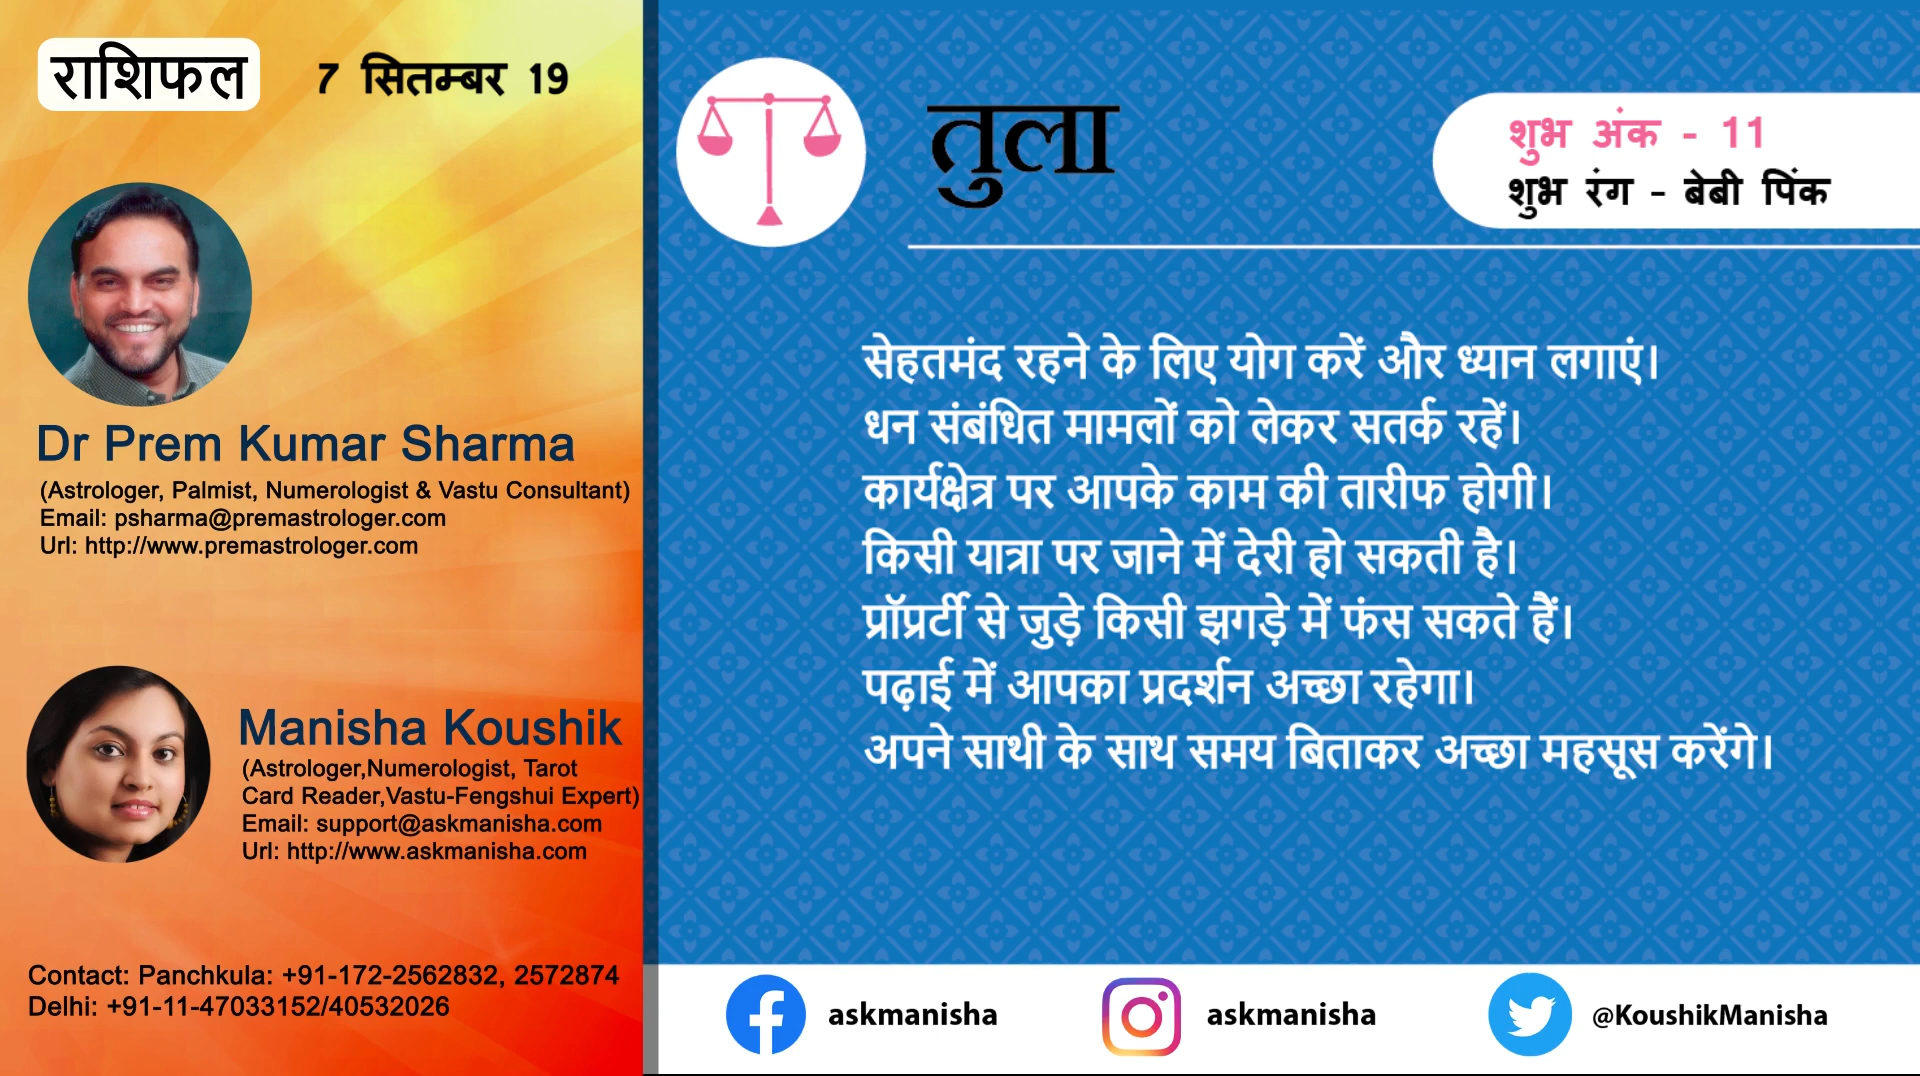 राशिफल
7 सितम्बर 19
Dr Prem Kumar Sharma
(Astrologer, Palmist, Numerologist & Vastu Consultant)
Email: psharma@premastrologer.com
Url: http://www.premastrologer.com
Manisha Koushik
(Astrologer,Numerologist, Tarot
Card Reader,Vastu-Fengshui Expert)
Email: support@askmanisha.com
Url: http://www.askmanisha.com
Contact: Panchkula: +91-172-2562832, 2572874
Delhi: +91-11-47033152/40532026
तुला
शुभ अंक - 11
शुभ रंग - बेबी पिंक
सेहतमंद रहने के लिए योग करें और ध्यान लगाएं।
धन संबंधित मामलों को लेकर सतर्क रहें।
कार्यक्षेत्र पर आपके काम की तारीफ होगी।
किसी यात्रा पर जाने में देरी हो सकती है।
प्रॉप्रर्टी से जुड़े किसी झगड़े में फंस सकते हैं।
पढ़ाई में आपका प्रदर्शन अच्छा रहेगा।
अपने साथी के साथ समय बिताकर अच्छा महसूस करेंगे।
askmanisha
askmanisha
@KoushikManisha